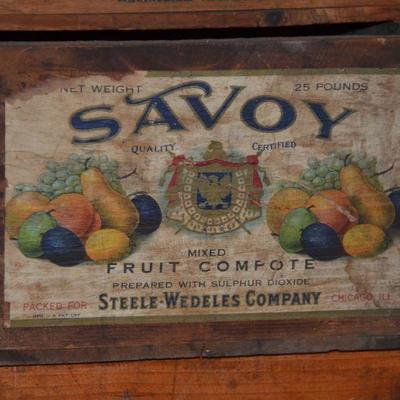 NET WEIGHT 25 POUNDS
SAVOY
QUALITY CERTIFIED
MIXED
FRUIT COMPOTE
PREPARED WITH SULPHUR DIOXIDE
PACKED FOR STEELE-WEDELES COMPANY CHICAGO ILL